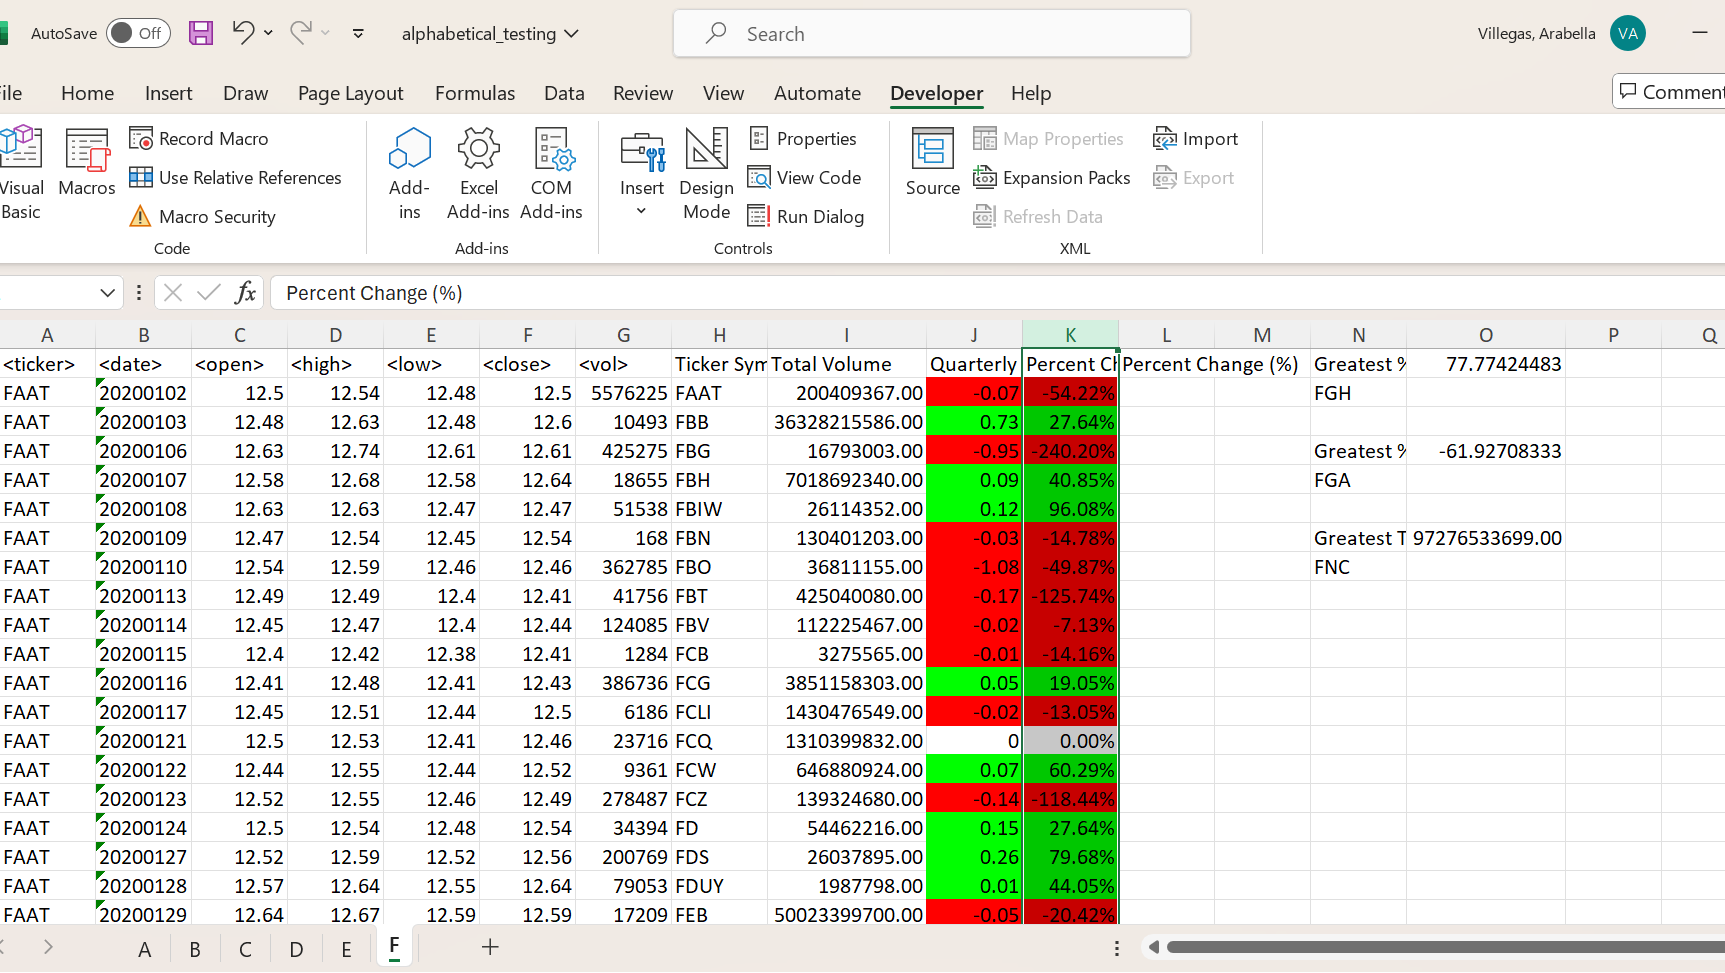 AutoSave Off alphabetical_testing Search Villegas, Arabella VA
ile Home Insert Draw Page Layout Formulas Data Review View Automate Developer Help Comment
Visual Basic Macros Record Macro Use Relative References Macro Security Code
Add-ins Excel Add-ins COM Add-ins Add-ins
Insert Design Mode Properties View Code Run Dialog Controls
Source Map Properties Expansion Packs Refresh Data Import Export XML
fx Percent Change (%)
A B C D E F G H I J K L M N O P Q
<ticker> <date> <open> <high> <low> <close> <vol> Ticker Sym Total Volume Quarterly Percent Ch Percent Change (%) Greatest % 77.77424483
FAAT 20200102 12.5 12.54 12.48 12.5 5576225 FAAT 200409367.00 -0.07 -54.22% FGH
FAAT 20200103 12.48 12.63 12.48 12.6 10493 FBB 36328215586.00 0.73 27.64%
FAAT 20200106 12.63 12.74 12.61 12.61 425275 FBG 16793003.00 -0.95 -240.20% Greatest % -61.92708333
FAAT 20200107 12.58 12.68 12.58 12.64 18655 FBH 7018692340.00 0.09 40.85% FGA
FAAT 20200108 12.63 12.63 12.47 12.47 51538 FBIW 26114352.00 0.12 96.08%
FAAT 20200109 12.47 12.54 12.45 12.54 168 FBN 130401203.00 -0.03 -14.78% Greatest T 97276533699.00
FAAT 20200110 12.54 12.59 12.46 12.46 362785 FBO 36811155.00 -1.08 -49.87% FNC
FAAT 20200113 12.49 12.49 12.4 12.41 41756 FBT 425040080.00 -0.17 -125.74%
FAAT 20200114 12.45 12.47 12.4 12.44 124085 FBV 112225467.00 -0.02 -7.13%
FAAT 20200115 12.4 12.42 12.38 12.41 1284 FCB 3275565.00 -0.01 -14.16%
FAAT 20200116 12.41 12.48 12.41 12.43 386736 FCG 3851158303.00 0.05 19.05%
FAAT 20200117 12.45 12.51 12.44 12.5 6186 FCLI 1430476549.00 -0.02 -13.05%
FAAT 20200121 12.5 12.53 12.41 12.46 23716 FCQ 1310399832.00 0 0.00%
FAAT 20200122 12.44 12.55 12.44 12.52 9361 FCW 646880924.00 0.07 60.29%
FAAT 20200123 12.52 12.55 12.46 12.49 278487 FCZ 139324680.00 -0.14 -118.44%
FAAT 20200124 12.5 12.54 12.48 12.54 34394 FD 54462216.00 0.15 27.64%
FAAT 20200127 12.52 12.59 12.52 12.56 200769 FDS 26037895.00 0.26 79.68%
FAAT 20200128 12.57 12.64 12.55 12.64 79053 FDUY 1987798.00 0.01 44.05%
FAAT 20200129 12.64 12.67 12.59 12.59 17209 FEB 50023399700.00 -0.05 -20.42%
A B C D E F